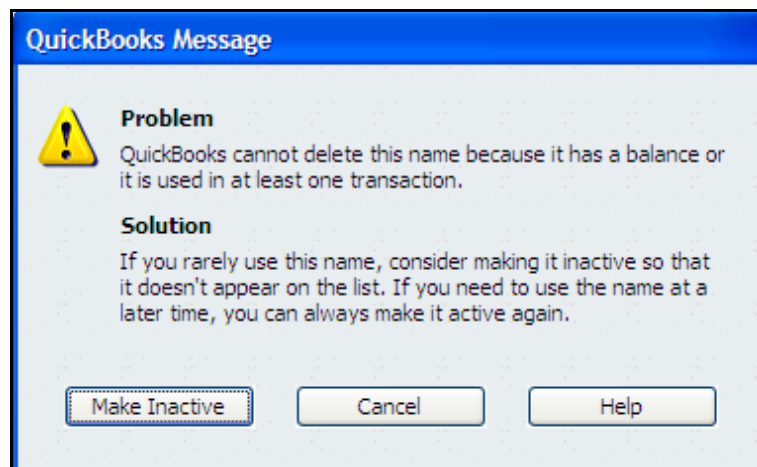 QuickBooks Message
Problem
QuickBooks cannot delete this name because it has a balance or
it is used in at least one transaction.
Solution
If you rarely use this name, consider making it inactive so that
it doesn't appear on the list. If you need to use the name at a
later time, you can always make it active again.
Make Inactive Cancel Help